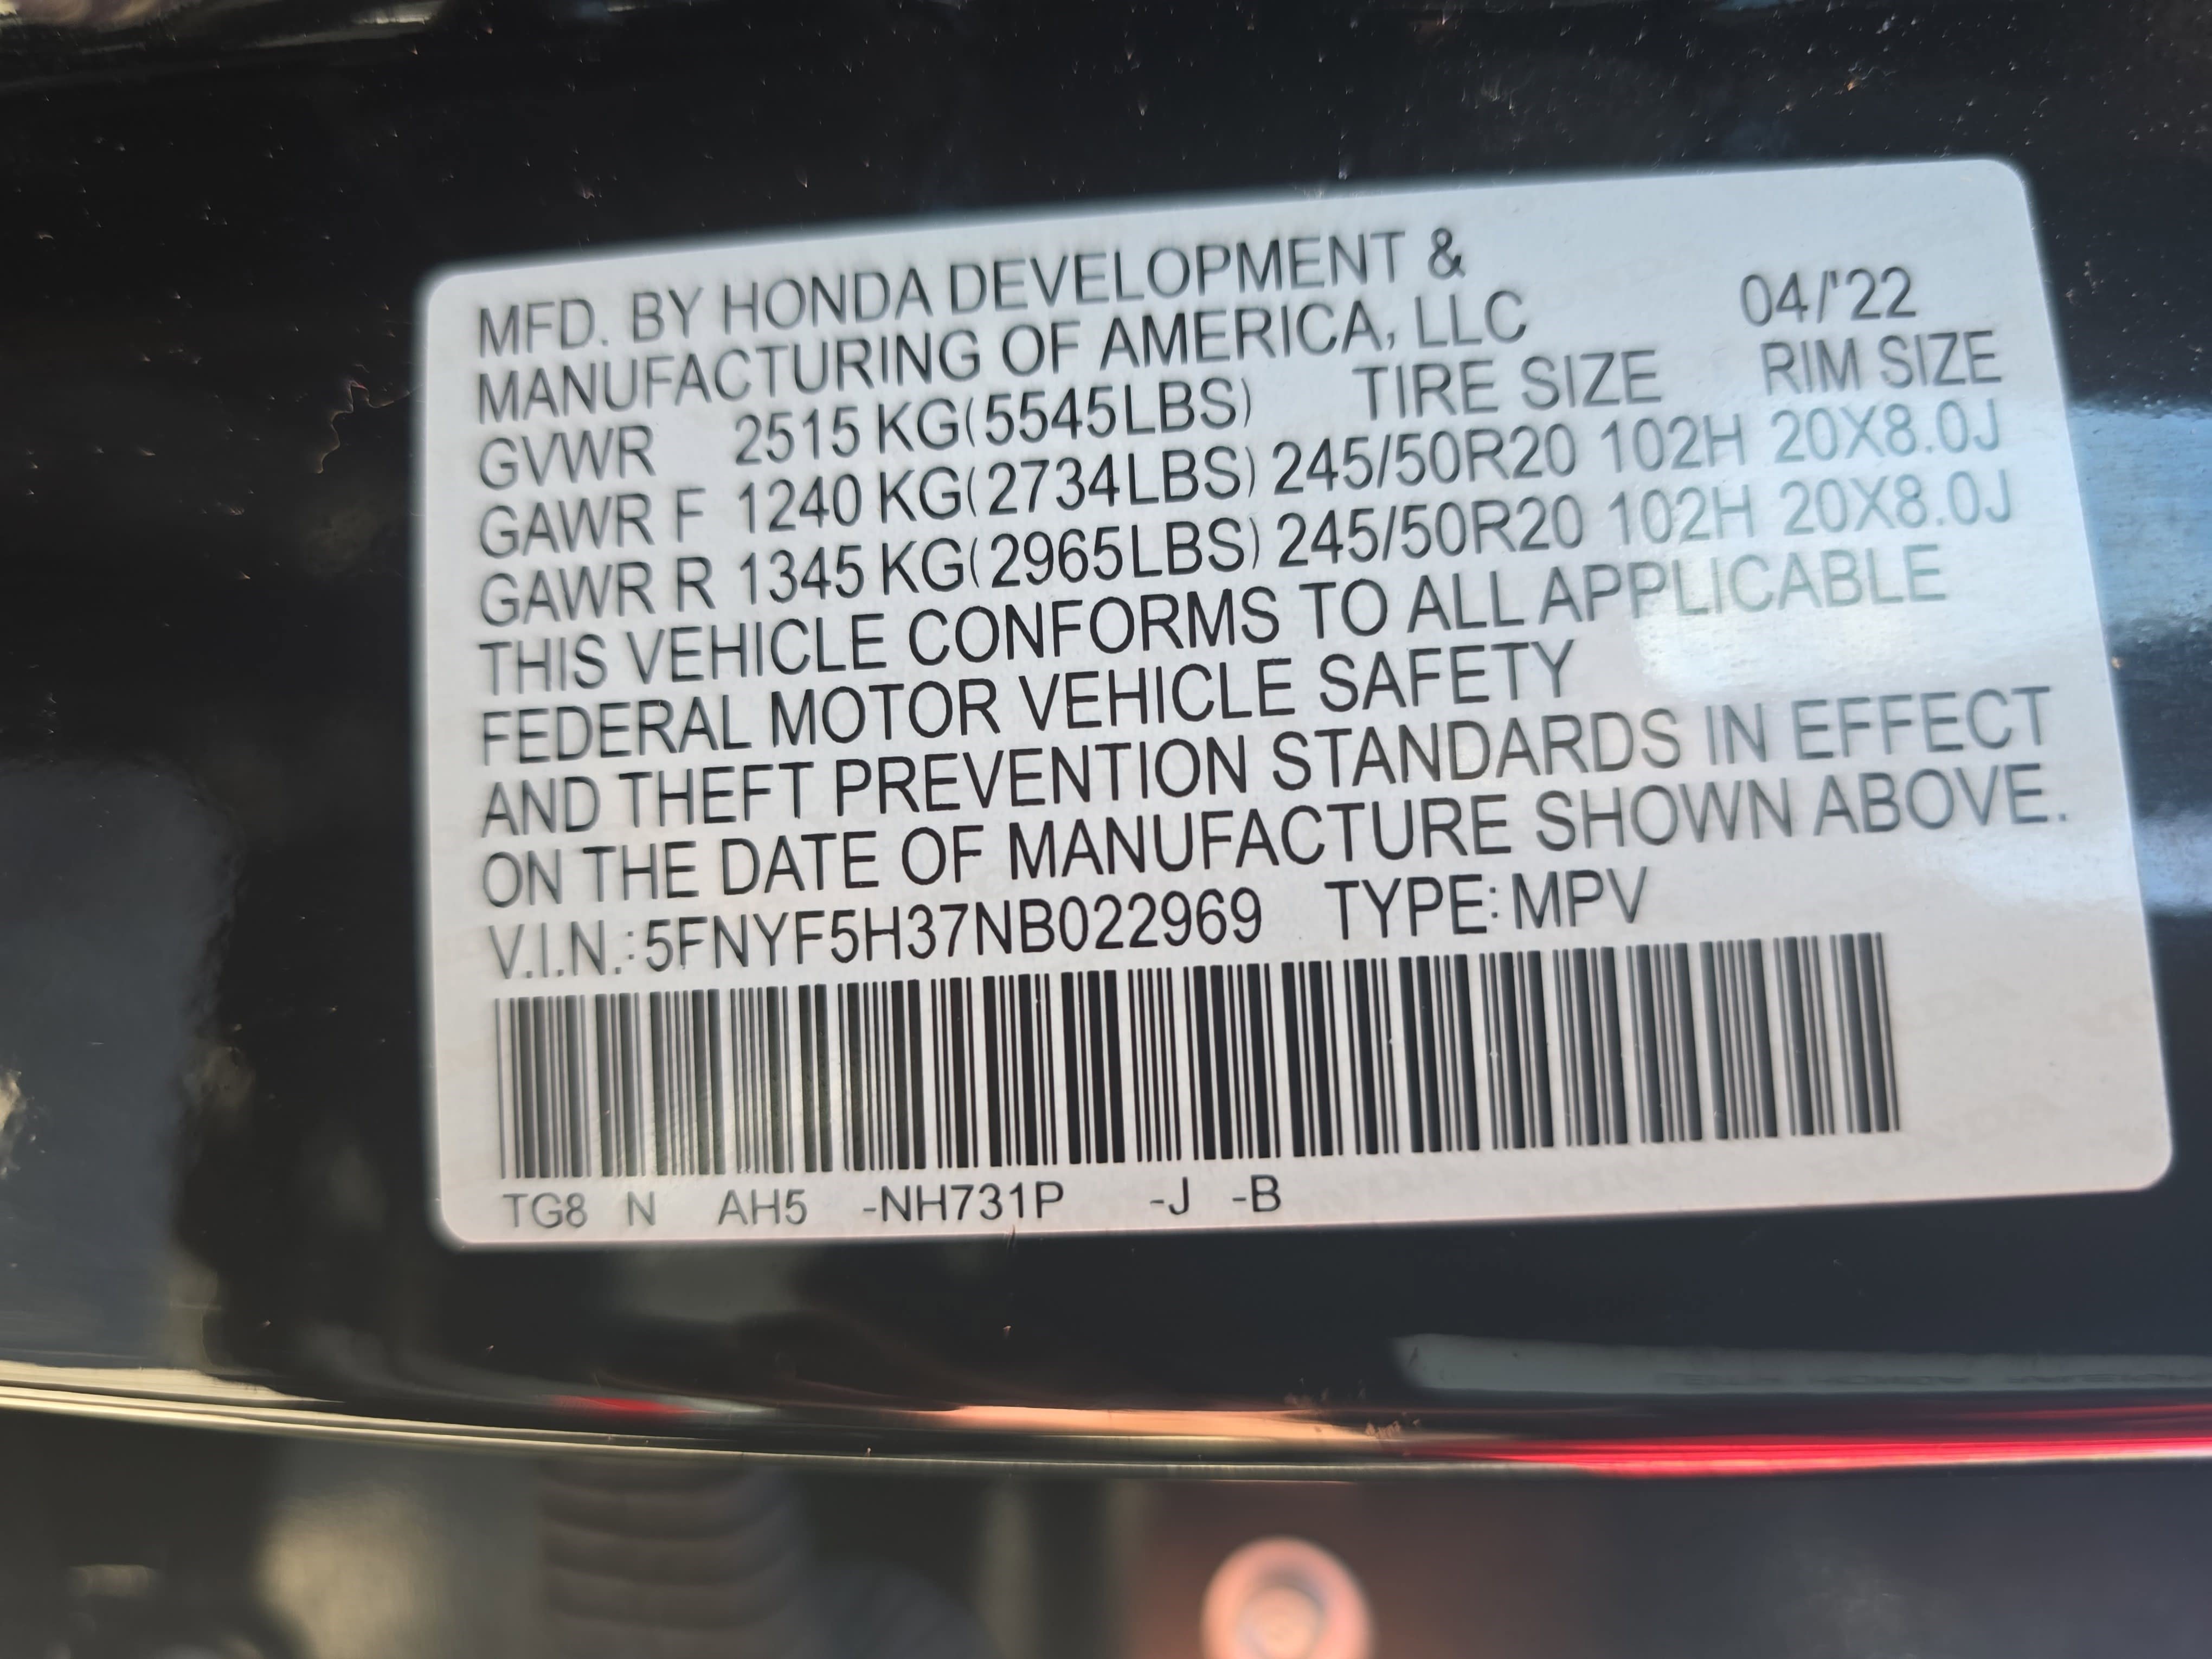 MFD. BY HONDA DEVELOPMENT &
MANUFACTURING OF AMERICA, LLC 04/'22
GVWR 2515 KG(5545LBS) TIRE SIZE RIM SIZE
GAWR F 1240 KG(2734LBS) 245/50R20 102H 20X8.0J
GAWR R 1345 KG(2965LBS) 245/50R20 102H 20X8.0J
THIS VEHICLE CONFORMS TO ALL APPLICABLE
FEDERAL MOTOR VEHICLE SAFETY
AND THEFT PREVENTION STANDARDS IN EFFECT
ON THE DATE OF MANUFACTURE SHOWN ABOVE.
V.I.N.: 5FNYF5H37NB022969 TYPE: MPV
TG8 N AH5 -NH731P -J -B